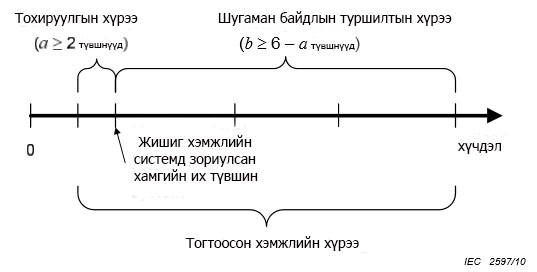 Тохируулгын хүрээ
(a ≥ 2 түвшнүүд)
Шугаман байдлын туршилтын хүрээ
(b ≥ 6 – a түвшнүүд)
0
Жишиг хэмжлийн
системд зориулсан
хамгийн их түвшин
хүчдэл
Тогтоосон хэмжлийн хүрээ
IEC 2597/10